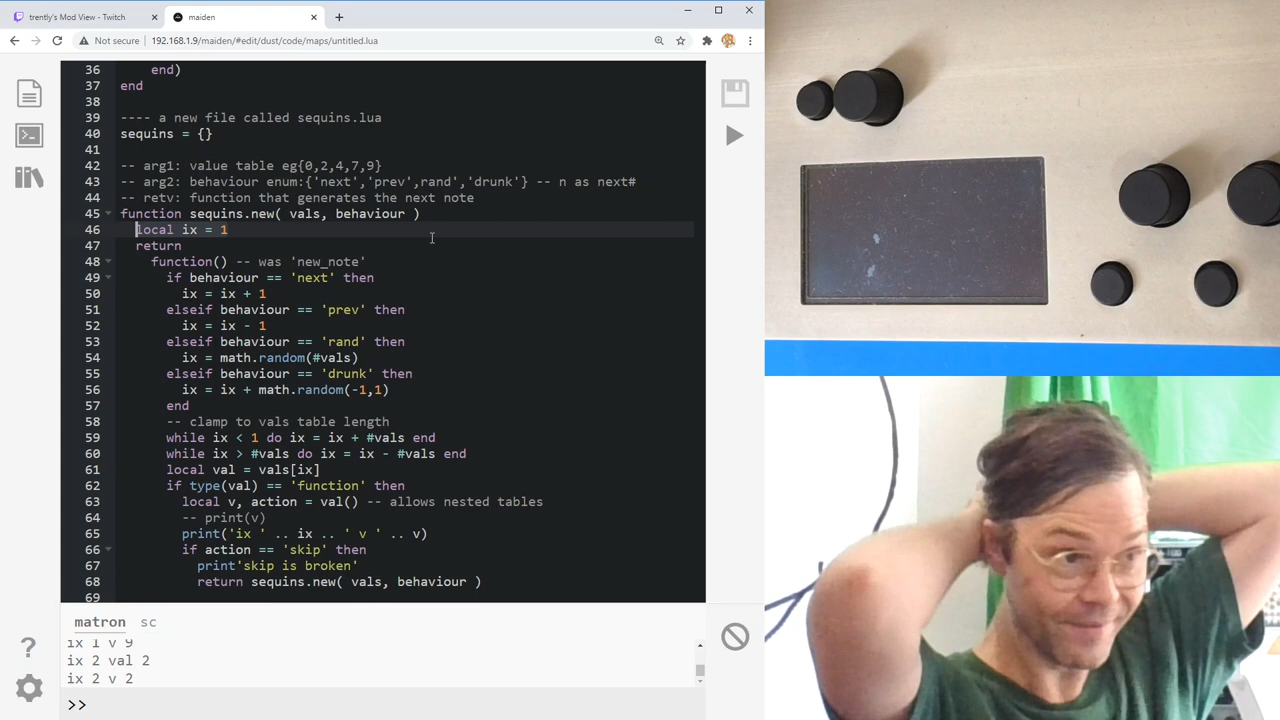 trently's Mod View - Twitch
maiden
Not secure
192.168.1.9/maiden/#edit/dust/code/maps/untitled.lua
36 end)
37 end
38
39 ---- a new file called sequins.lua
40 sequins = {}
41
42 -- arg1: value table eg{0,2,4,7,9}
43 -- arg2: behaviour enum:{'next','prev',rand','drunk'} -- n as next#
44 -- retv: function that generates the next note
45 function sequins.new( vals, behaviour )
46 local ix = 1
47 return
48 function() -- was 'new_note'
49 if behaviour == 'next' then
50 ix = ix + 1
51 elseif behaviour == 'prev' then
52 ix = ix - 1
53 elseif behaviour == 'rand' then
54 ix = math.random(#vals)
55 elseif behaviour == 'drunk' then
56 ix = ix + math.random(-1,1)
57 end
58 -- clamp to vals table length
59 while ix < 1 do ix = ix + #vals end
60 while ix > #vals do ix = ix - #vals end
61 local val = vals[ix]
62 if type(val) == 'function' then
63 local v, action = val() -- allows nested tables
64 -- print(v)
65 print('ix ' .. ix .. ' v ' .. v)
66 if action == 'skip' then
67 print'skip is broken'
68 return sequins.new( vals, behaviour )
69
matron sc
ix 1 v 9
ix 2 val 2
ix 2 v 2
>>